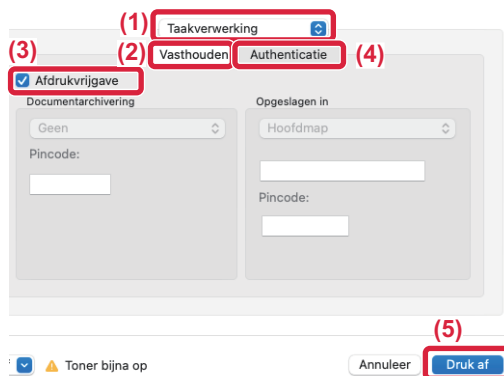 (1)
Taakverwerking
(2)
(3)
Vasthouden
Authenticatie
(4)
Afdrukvrijgave
Documentarchivering
Opgeslagen in
Geen
Hoofdmap
Pincode:
Pincode:
(5)
Toner bijna op
Annuleer
Druk af